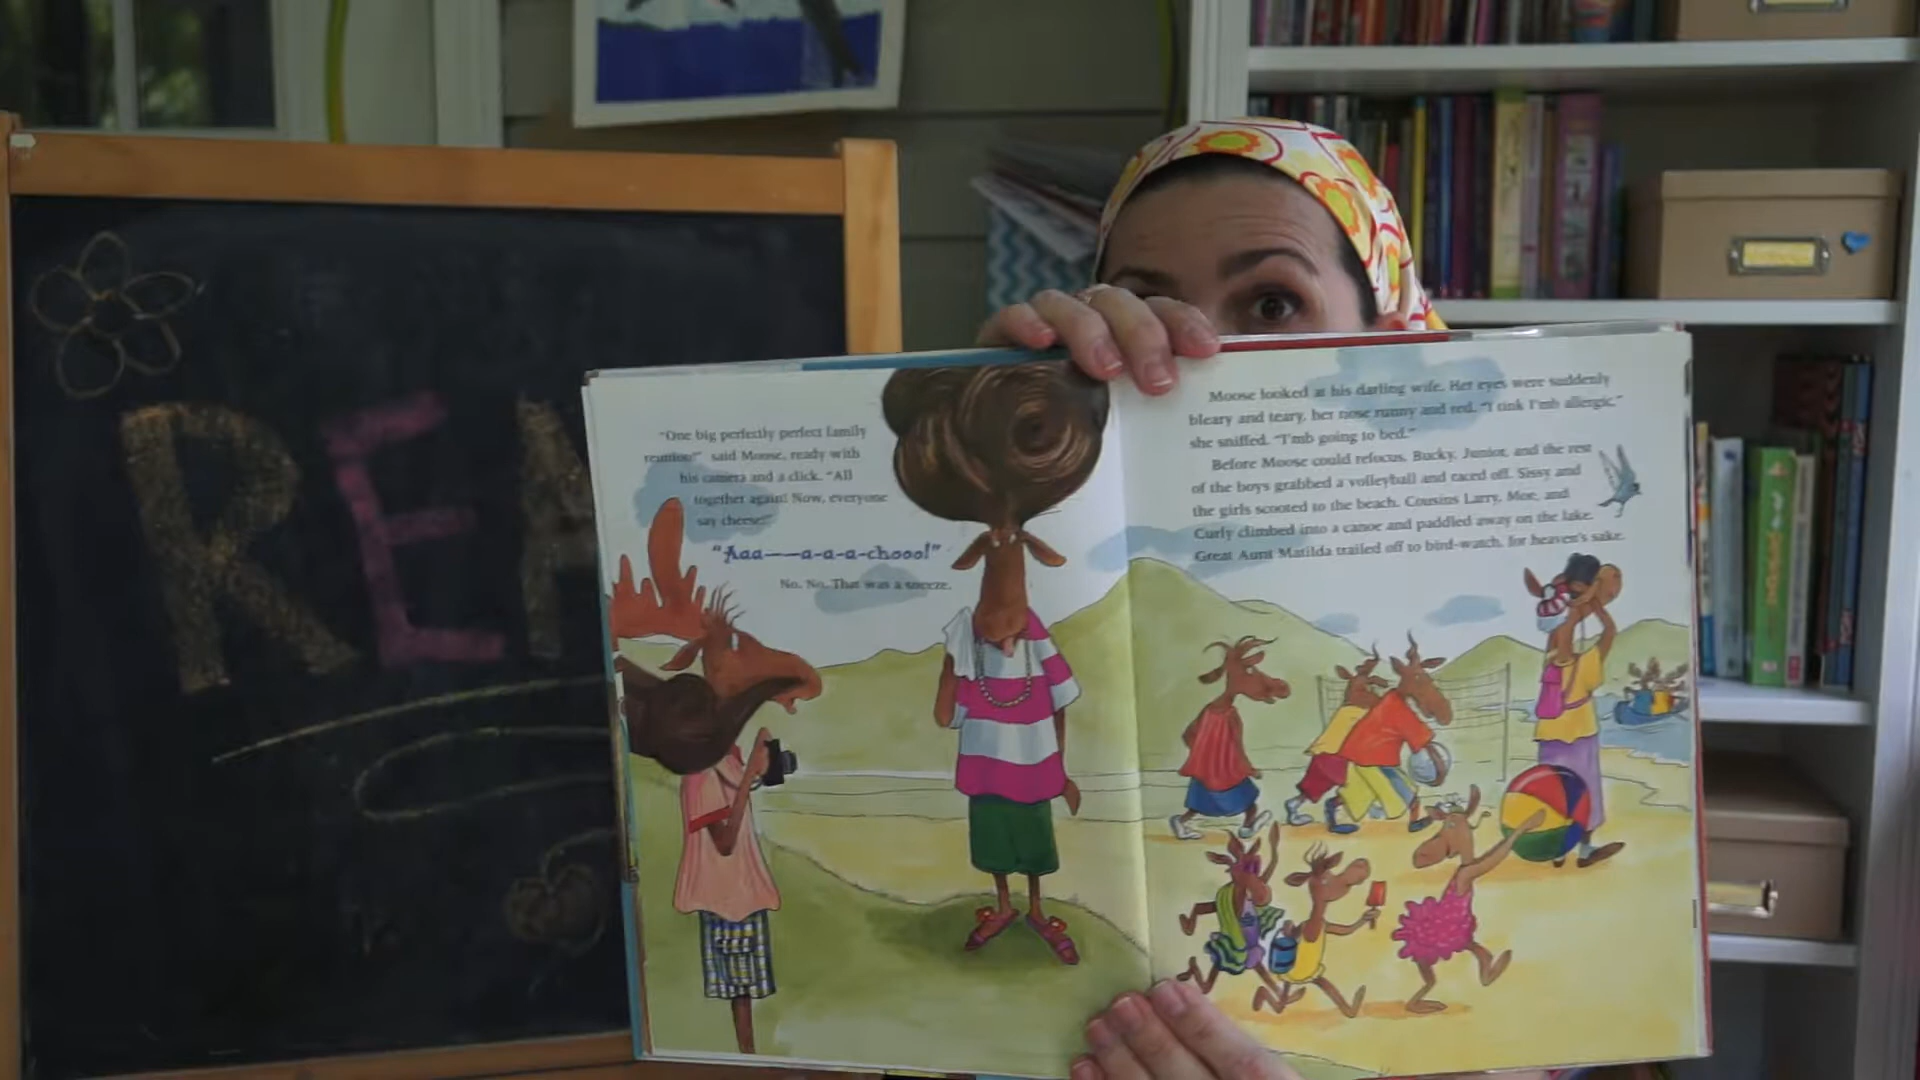 REA
"One big perfectly perfect family
reunion!" said Moose, ready with
his camera and a click. "All
together again! Now, everyone
say cheese!"
"Aaa——a-a-a-chooo!"
No. No. That was a sneeze.
Moose looked at his darling wife. Her eyes were suddenly
bleary and teary, her nose runny and red. "I tink I'mb allergic,"
she sniffed. "I'mb going to bed."
Before Moose could refocus, Bucky, Junior, and the rest
of the boys grabbed a volleyball and raced off. Sissy and
the girls scooted to the beach. Cousins Larry, Moe, and
Curly climbed into a canoe and paddled away on the lake.
Great Aunt Matilda trailed off to bird-watch, for heaven's sake.